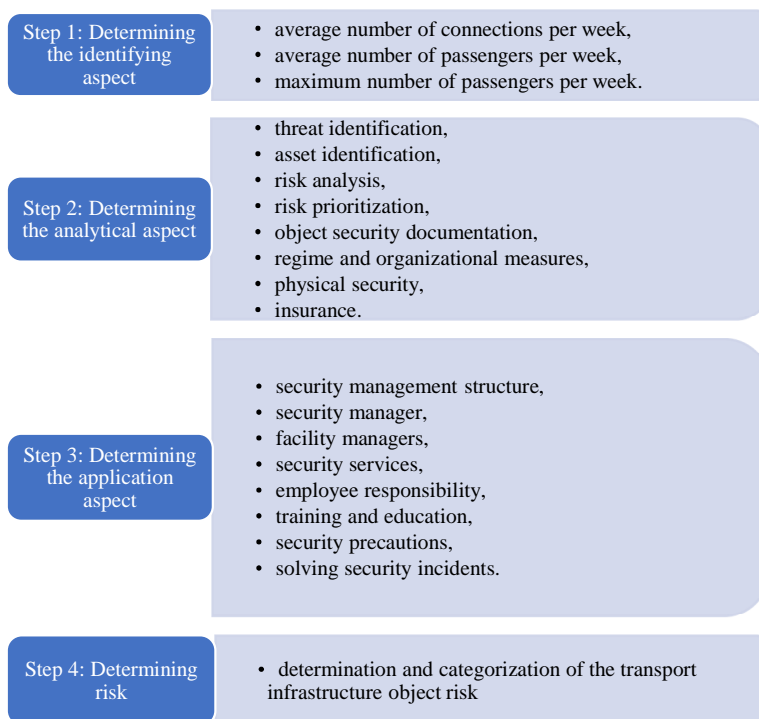 Step 1: Determining
the identifying
aspect
• average number of connections per week,
• average number of passengers per week,
• maximum number of passengers per week.
Step 2: Determining
the analytical aspect
• threat identification,
• asset identification,
• risk analysis,
• risk prioritization,
• object security documentation,
• regime and organizational measures,
• physical security,
• insurance.
Step 3: Determining
the application
aspect
• security management structure,
• security manager,
• facility managers,
• security services,
• employee responsibility,
• training and education,
• security precautions,
• solving security incidents.
Step 4: Determining
risk
• determination and categorization of the transport
infrastructure object risk